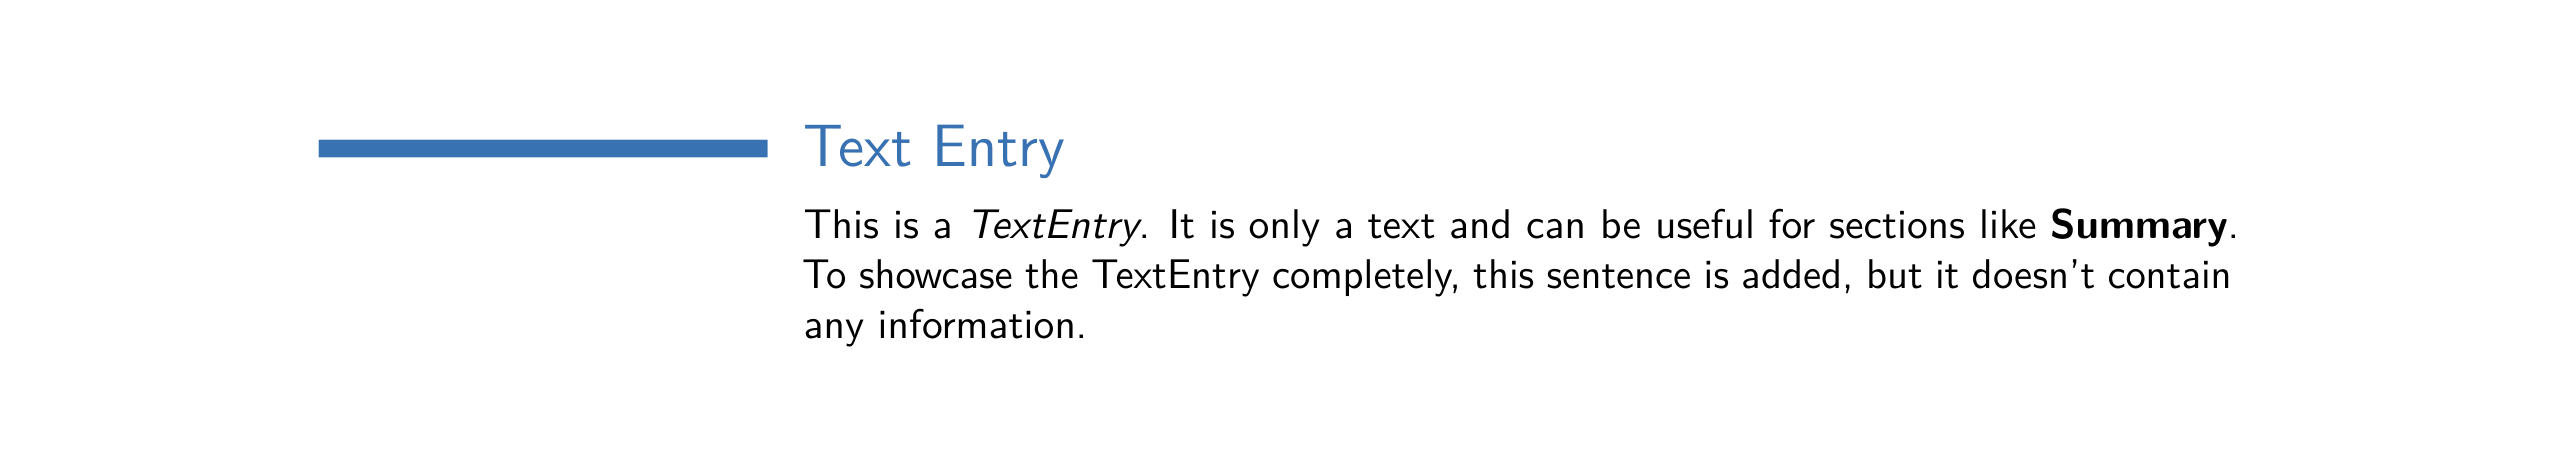 Text Entry
This is a TextEntry. It is only a text and can be useful for sections like Summary.
To showcase the TextEntry completely, this sentence is added, but it doesn’t contain
any information.